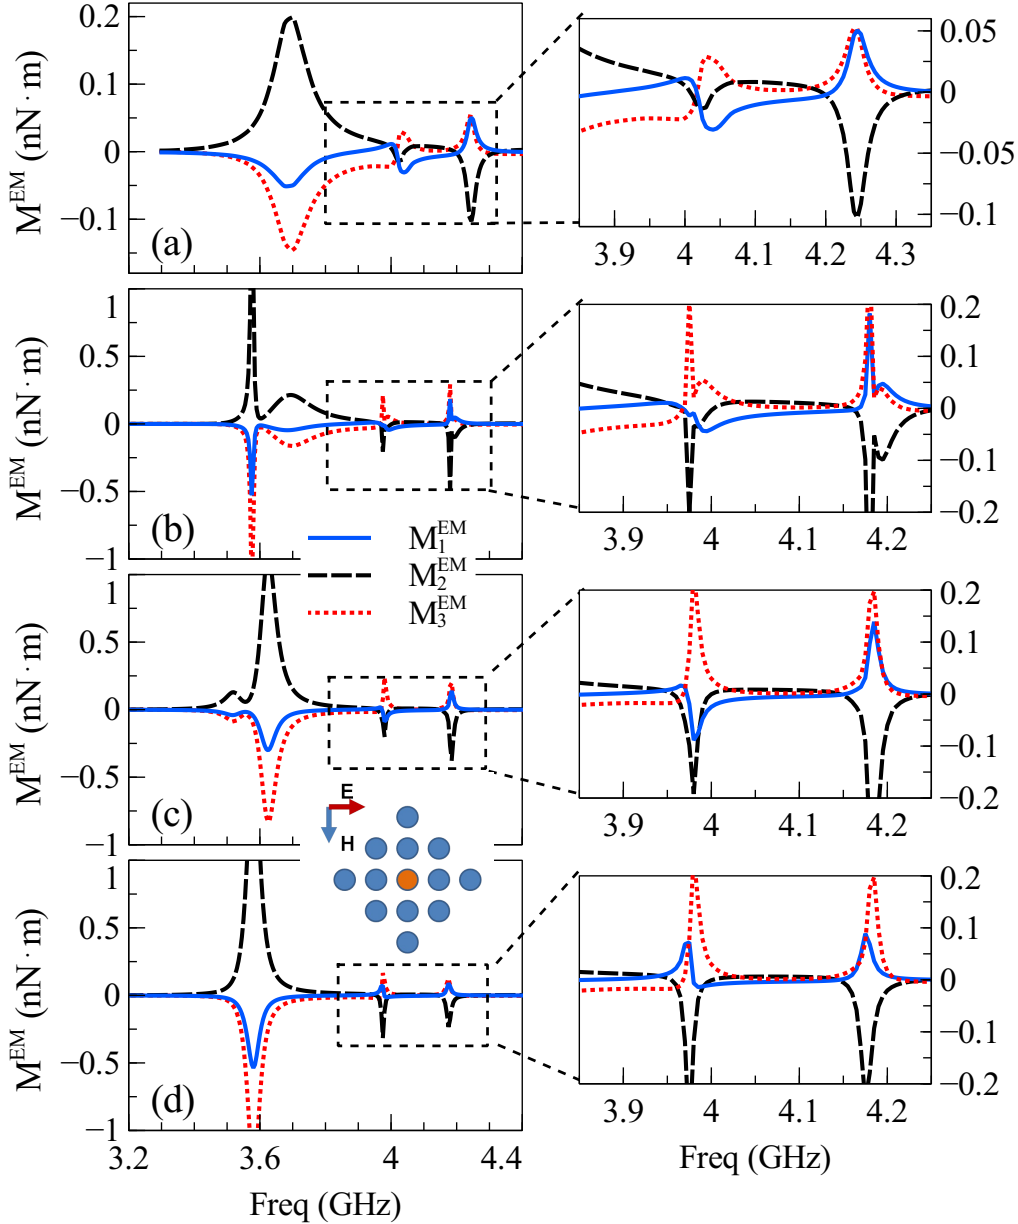 0.2
0.1
0
−0.1
M^EM (nN·m)
(a)
0.05
0
−0.05
−0.1
3.9 4 4.1 4.2 4.3
1
0.5
0
−0.5
−1
M^EM (nN·m)
(b)
0.2
0.1
0
−0.1
−0.2
3.9 4 4.1 4.2
M₁^EM
M₂^EM
M₃^EM
1
0.5
0
−0.5
−1
M^EM (nN·m)
(c)
E
H
0.2
0.1
0
−0.1
−0.2
3.9 4 4.1 4.2
1
0.5
0
−0.5
−1
M^EM (nN·m)
(d)
3.2 3.6 4 4.4
Freq (GHz)
0.2
0.1
0
−0.1
−0.2
3.9 4 4.1 4.2
Freq (GHz)